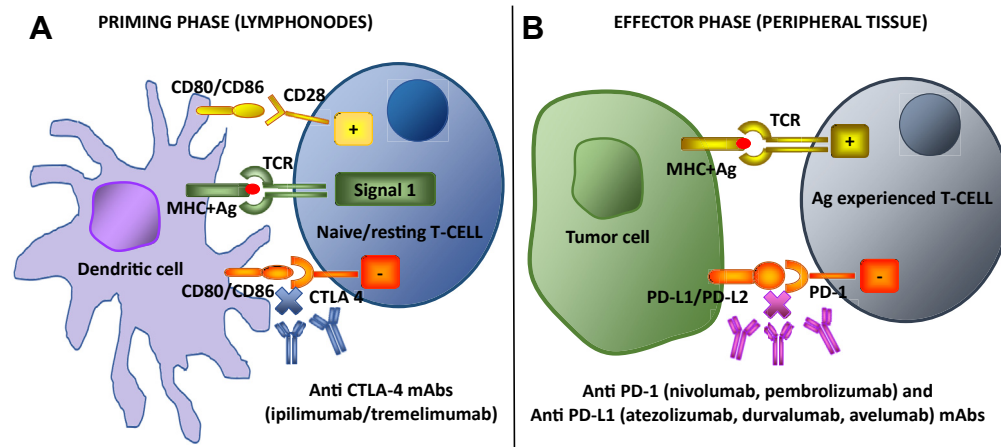 A
PRIMING PHASE (LYMPHONODES)
CD80/CD86
CD28
+
TCR
MHC+Ag
Signal 1
Naive/resting T-CELL
Dendritic cell
CD80/CD86
CTLA 4
-
Anti CTLA-4 mAbs
(ipilimumab/tremelimumab)
B
EFFECTOR PHASE (PERIPHERAL TISSUE)
TCR
+
MHC+Ag
Ag experienced T-CELL
Tumor cell
PD-L1/PD-L2
PD-1
-
Anti PD-1 (nivolumab, pembrolizumab) and
Anti PD-L1 (atezolizumab, durvalumab, avelumab) mAbs